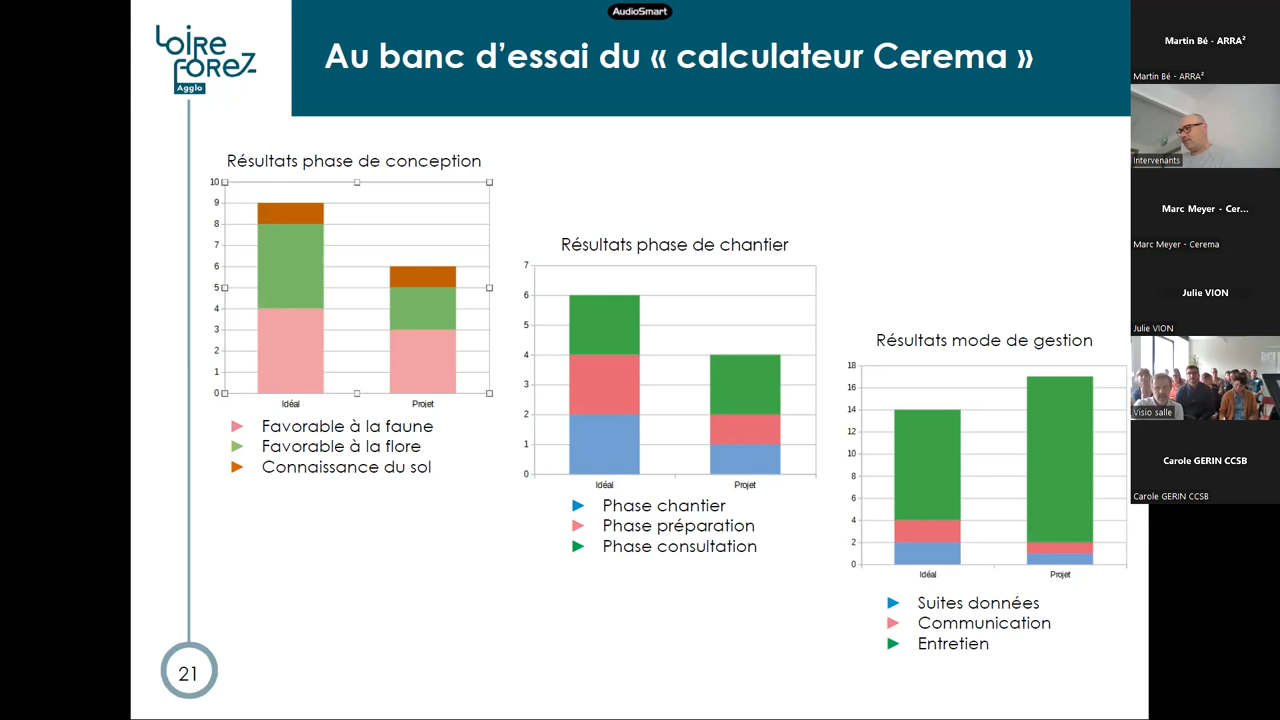 AudioSmart
LOIRE
FOREZ
Agglo
Au banc d’essai du « calculateur Cerema »
Résultats phase de conception
10
9
8
7
6
5
4
3
2
1
0
Idéal
Projet
Favorable à la faune
Favorable à la flore
Connaissance du sol
Résultats phase de chantier
7
6
5
4
3
2
1
0
Idéal
Projet
Phase chantier
Phase préparation
Phase consultation
Résultats mode de gestion
18
16
14
12
10
8
6
4
2
0
Idéal
Projet
Suites données
Communication
Entretien
21
Martin Bé - ARRA²
Martin Bé - ARRA²
Intervenants
Marc Meyer - Cer...
Marc Meyer - Cerema
Julie VION
Julie VION
Visio salle
Carole GERIN CCSB
Carole GERIN CCSB